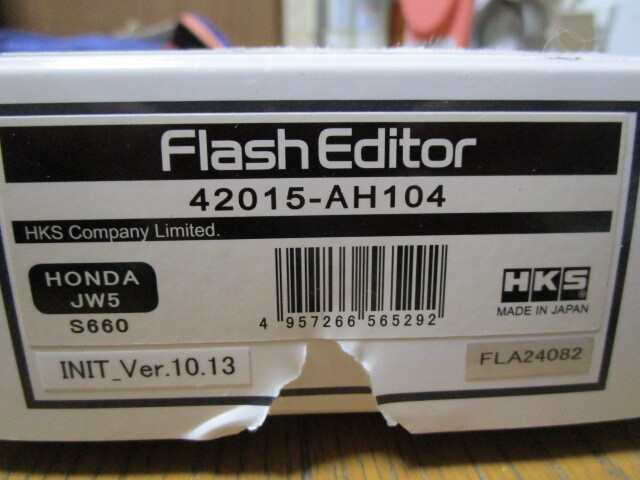 Flash Editor
42015-AH104
HKS Company Limited.
HONDA
JW5
S660
4 957266 565292
HKS
MADE IN JAPAN
INIT_Ver.10.13
FLA24082